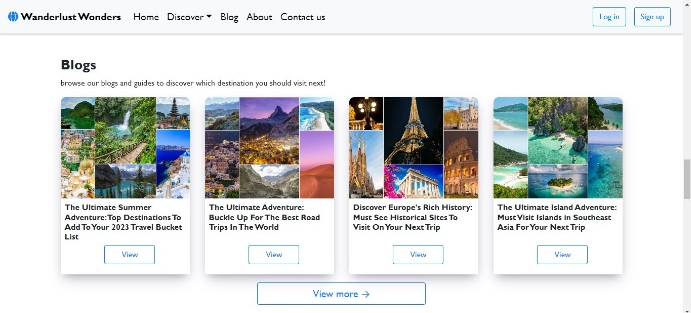 Wanderlust Wonders Home Discover Blog About Contact us Log in Sign up
Blogs
browse our blogs and guides to discover which destination you should visit next!
The Ultimate Summer
Adventure:Top Destinations To
Add To Your 2023 Travel Bucket
List
View
The Ultimate Adventure:
Buckle Up For The Best Road
Trips In The World
View
Discover Europe's Rich History:
Must See Historical Sites To
Visit On Your Next Trip
View
The Ultimate Island Adventure:
Must Visit Islands in Southeast
Asia For Your Next Trip
View
View more →